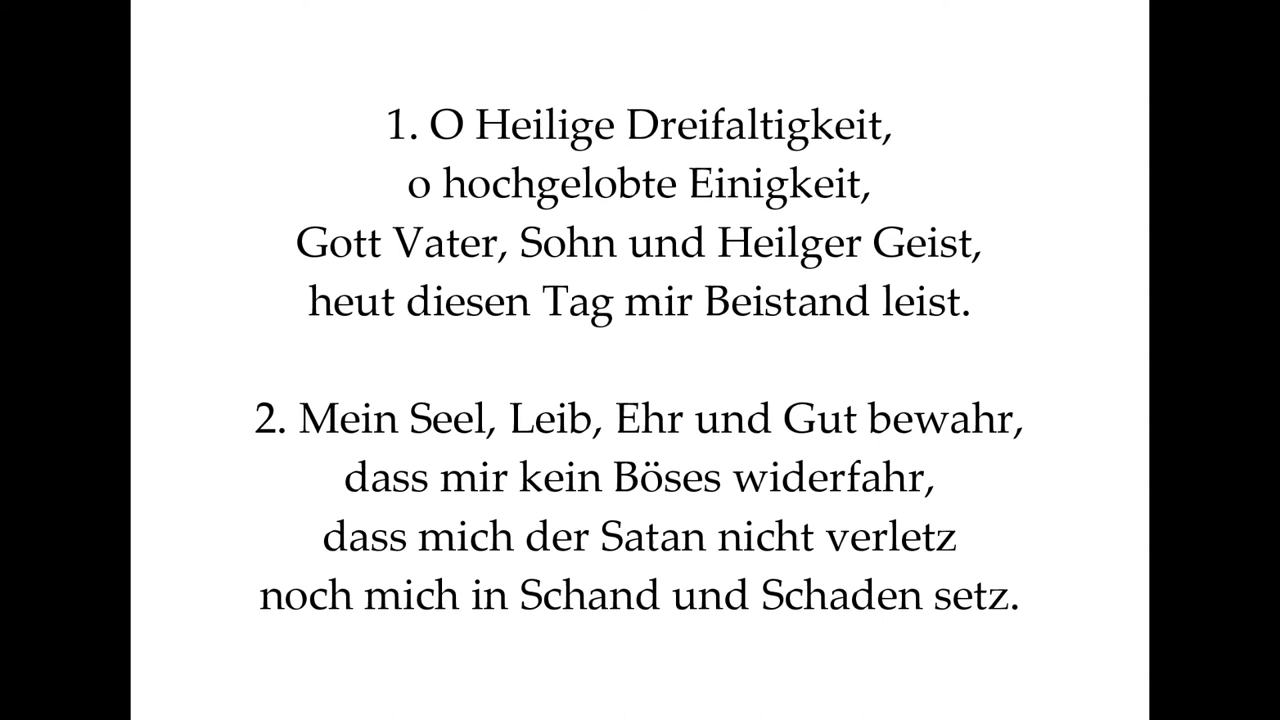 1. O Heilige Dreifaltigkeit,
o hochgelobte Einigkeit,
Gott Vater, Sohn und Heilger Geist,
heut diesen Tag mir Beistand leist.
2. Mein Seel, Leib, Ehr und Gut bewahr,
dass mir kein Böses widerfahr,
dass mich der Satan nicht verletz
noch mich in Schand und Schaden setz.